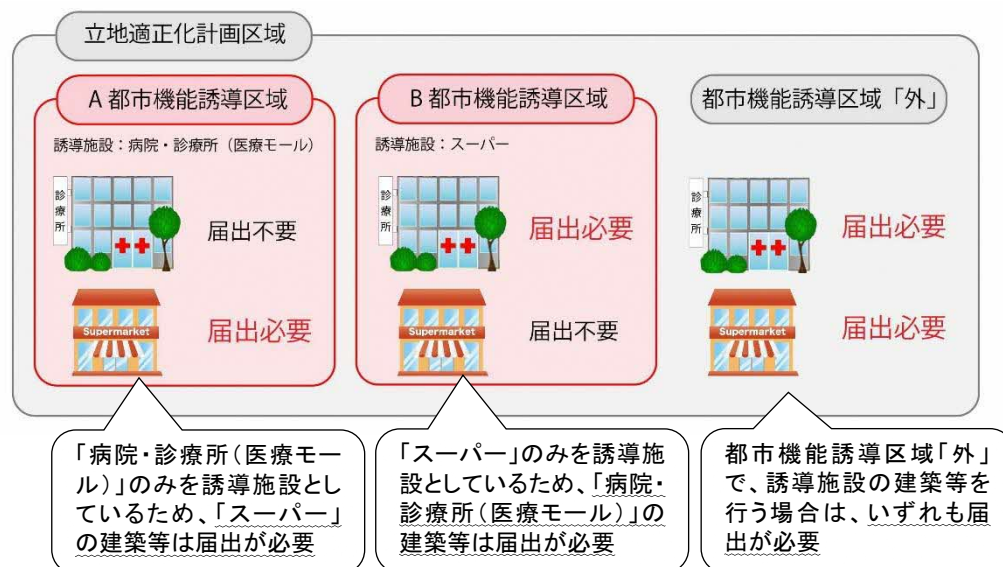 立地適正化計画区域
A 都市機能誘導区域
誘導施設：病院・診療所（医療モール）
診療所
届出不要
Supermarket
届出必要
B 都市機能誘導区域
誘導施設：スーパー
診療所
届出必要
Supermarket
届出不要
都市機能誘導区域「外」
診療所
届出必要
Supermarket
届出必要
「病院・診療所（医療モー
ル）」のみを誘導施設とし
ているため、「スーパー」
の建築等は届出が必要
「スーパー」のみを誘導施
設としているため、「病院・
診療所（医療モール）」の
建築等は届出が必要
都市機能誘導区域「外」
で、誘導施設の建築等を
行う場合は、いずれも届
出が必要